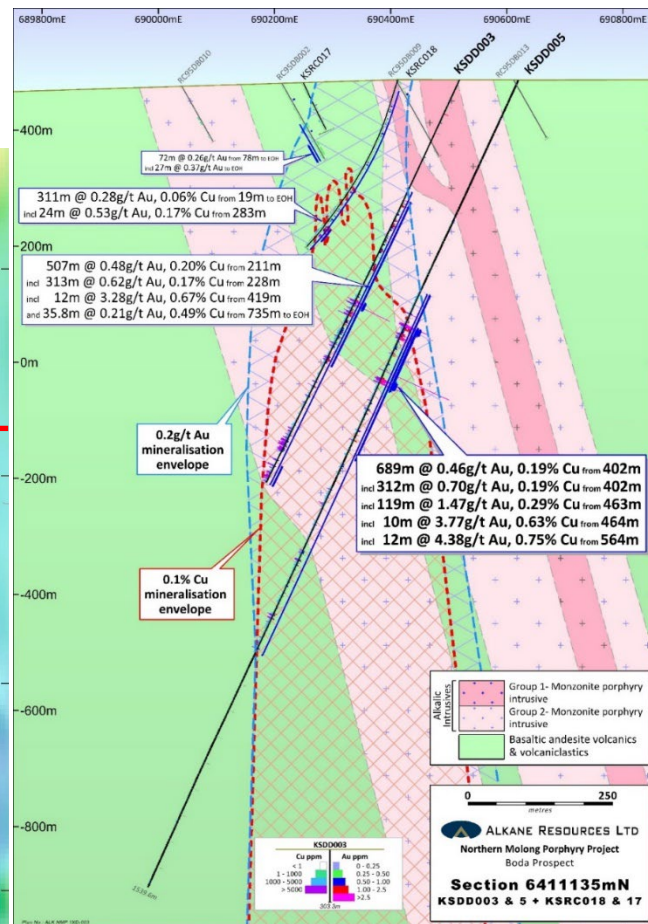 689800mE 690000mE 690200mE 690400mE 690600mE 690800mE
RC95DB010
RC95DB002
KSRC017
RC95DB009
KSRC018
KSDD003
KSDD005
RC95DB013
400m
72m @ 0.26g/t Au from 78m to EOH
incl 27m @ 0.37g/t Au to EOH
311m @ 0.28g/t Au, 0.06% Cu from 19m to EOH
incl 24m @ 0.53g/t Au, 0.17% Cu from 283m
200m
507m @ 0.48g/t Au, 0.20% Cu from 211m
incl 313m @ 0.62g/t Au, 0.17% Cu from 228m
incl 12m @ 3.28g/t Au, 0.67% Cu from 419m
and 35.8m @ 0.21g/t Au, 0.49% Cu from 735m to EOH
0m
0.2g/t Au
mineralisation
envelope
689m @ 0.46g/t Au, 0.19% Cu from 402m
incl 312m @ 0.70g/t Au, 0.19% Cu from 402m
incl 119m @ 1.47g/t Au, 0.29% Cu from 463m
incl 10m @ 3.77g/t Au, 0.63% Cu from 464m
incl 12m @ 4.38g/t Au, 0.75% Cu from 564m
-200m
0.1% Cu
mineralisation
envelope
-400m
-600m
-800m
Alkalic
Intrusives
Group 1- Monzonite porphyry
intrusive
Group 2- Monzonite porphyry
intrusive
Basaltic andesite volcanics
& volcaniclastics
0 250
metres
ALKANE RESOURCES LTD
Northern Molong Porphyry Project
Boda Prospect
Section 6411135mN
KSDD003 & 5 + KSRC018 & 17
KSDD003
Cu ppm Au ppm
< 1 0 - 0.25
1 - 1000 0.25 - 0.50
1000-5000 0.50 - 1.00
> 5000 1.00 - 2.50
>2.5